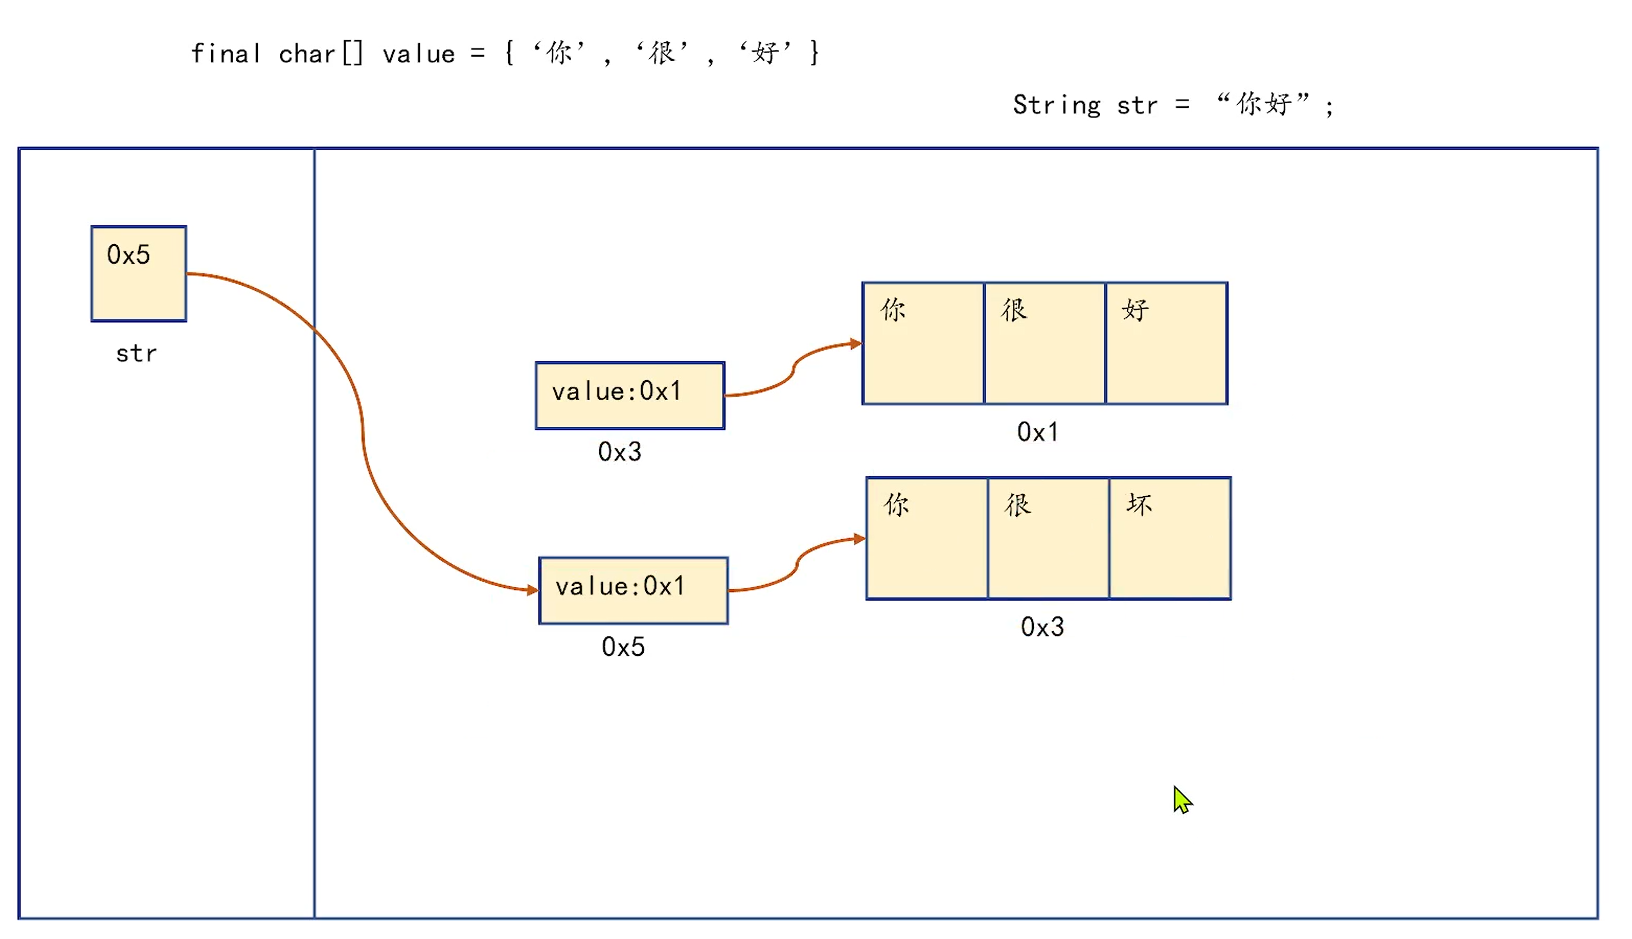 final char[] value = {‘你’,‘很’,‘好’}
String str = “你好”;
0x5
str
你 很 好
value:0x1
0x1
0x3
你 很 坏
value:0x1
0x3
0x5